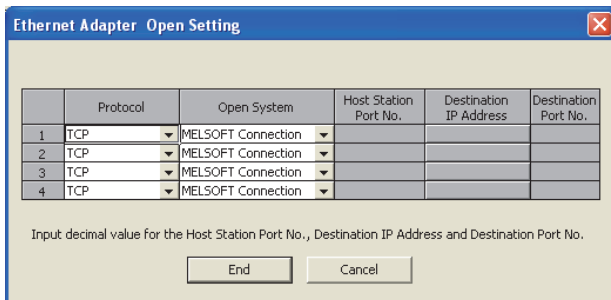 Ethernet Adapter Open Setting
Protocol Open System Host Station Port No. Destination IP Address Destination Port No.
1 TCP MELSOFT Connection
2 TCP MELSOFT Connection
3 TCP MELSOFT Connection
4 TCP MELSOFT Connection
Input decimal value for the Host Station Port No., Destination IP Address and Destination Port No.
End Cancel